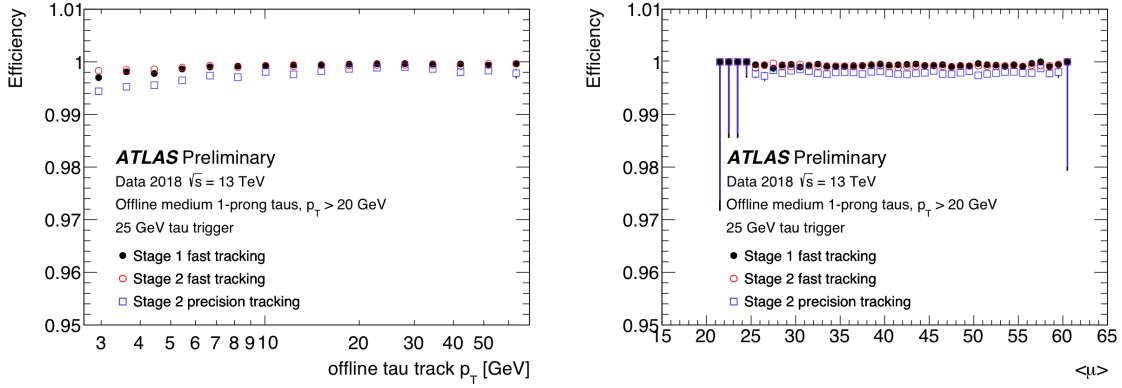 Efficiency
1.01
1
0.99
0.98
0.97
0.96
0.95
ATLAS Preliminary
Data 2018 √s = 13 TeV
Offline medium 1-prong taus, p_T > 20 GeV
25 GeV tau trigger
Stage 1 fast tracking
Stage 2 fast tracking
Stage 2 precision tracking
3 4 5 6 7 8 9 10 20 30 40 50
offline tau track p_T [GeV]
Efficiency
1.01
1
0.99
0.98
0.97
0.96
0.95
ATLAS Preliminary
Data 2018 √s = 13 TeV
Offline medium 1-prong taus, p_T > 20 GeV
25 GeV tau trigger
Stage 1 fast tracking
Stage 2 fast tracking
Stage 2 precision tracking
15 20 25 30 35 40 45 50 55 60 65
<μ>